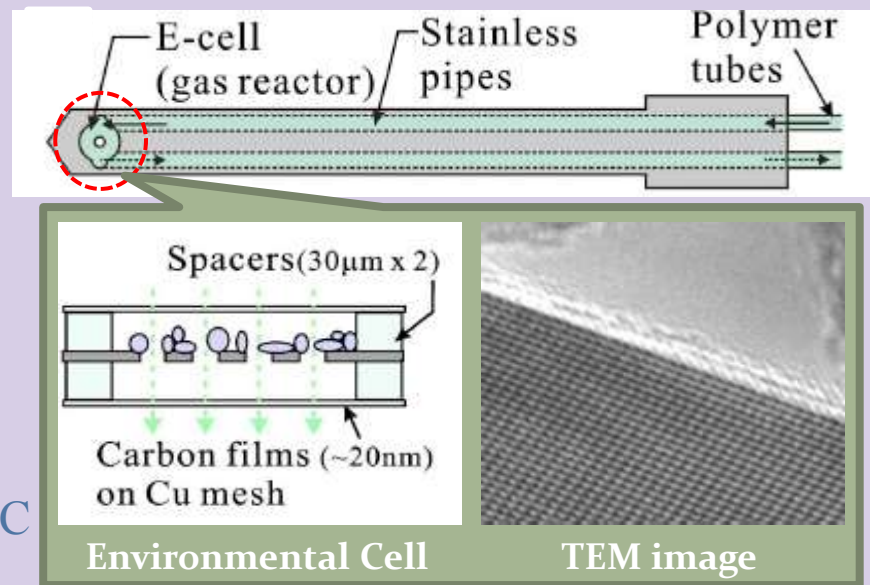 E-cell
(gas reactor)
Stainless
pipes
Polymer
tubes
Spacers(30μm x 2)
Carbon films (~20nm)
on Cu mesh
C
Environmental Cell
TEM image